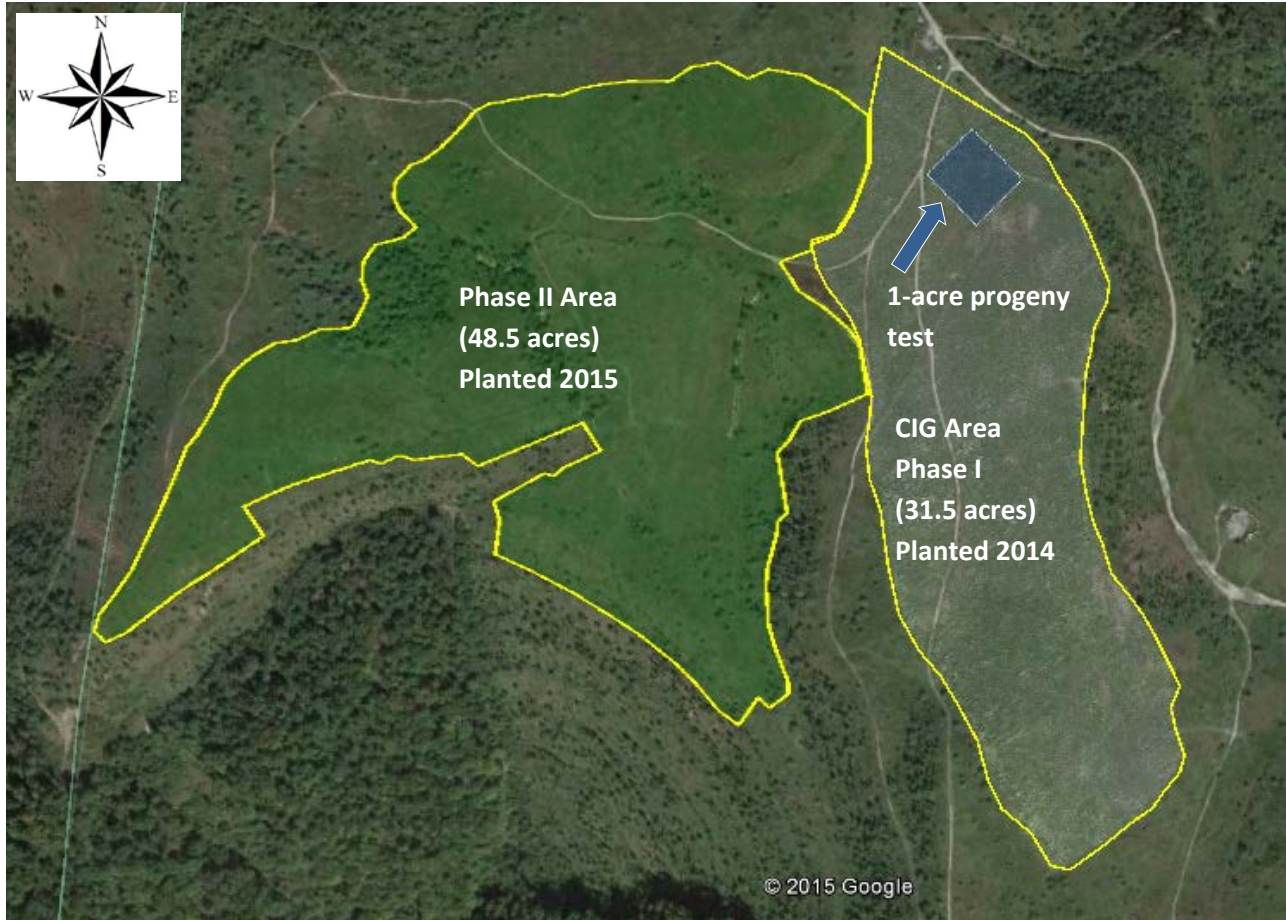 N
W E
S
Phase II Area
(48.5 acres)
Planted 2015
1-acre progeny
test
CIG Area
Phase I
(31.5 acres)
Planted 2014
© 2015 Google